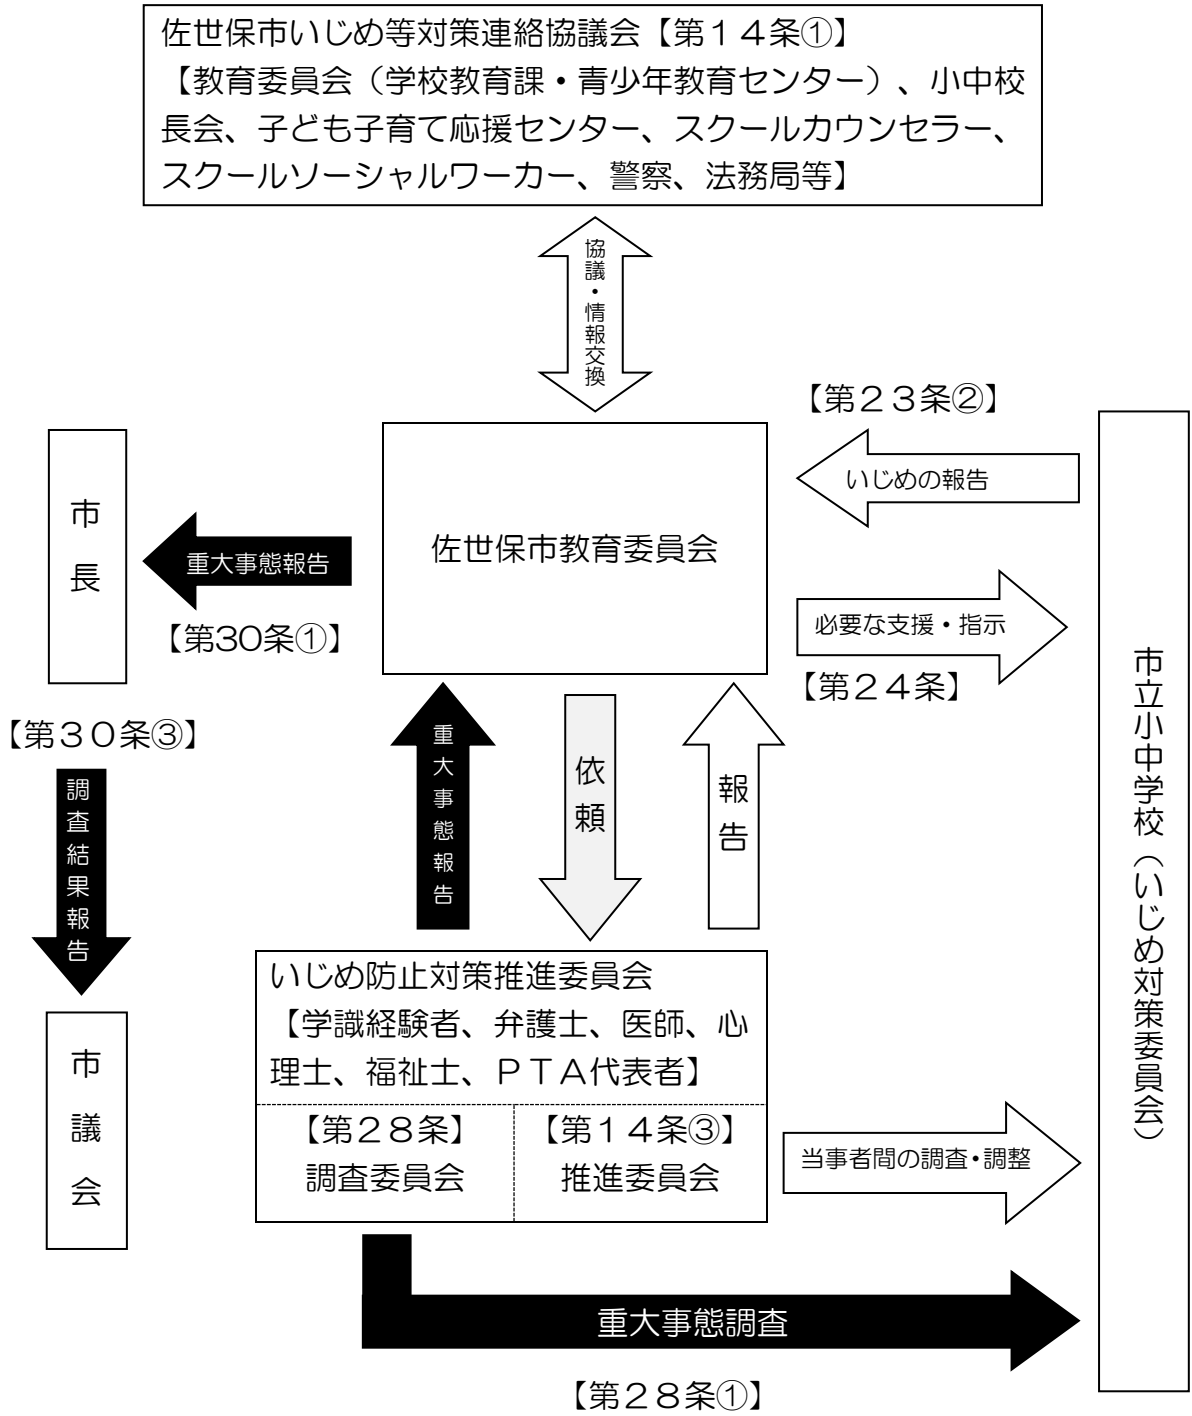 佐世保市いじめ等対策連絡協議会【第１４条①】
【教育委員会（学校教育課・青少年教育センター）、小中校
長会、子ども子育て応援センター、スクールカウンセラー、
スクールソーシャルワーカー、警察、法務局等】
協議・情報交換
【第２３条②】
いじめの報告
市長
重大事態報告
【第30条①】
佐世保市教育委員会
必要な支援・指示
【第２４条】
市立小中学校（いじめ対策委員会）
【第３０条③】
調査結果報告
重大事態報告
依頼
報告
市議会
いじめ防止対策推進委員会
【学識経験者、弁護士、医師、心
理士、福祉士、ＰＴＡ代表者】
【第２８条】
調査委員会
【第１４条③】
推進委員会
当事者間の調査・調整
重大事態調査
【第２８条①】